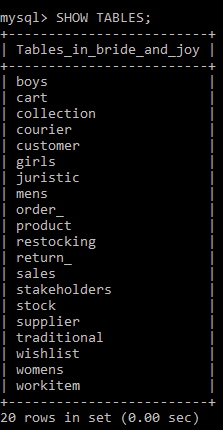 mysql> SHOW TABLES;
+-------------------------+
| Tables_in_bride_and_joy |
+-------------------------+
| boys                    |
| cart                    |
| collection              |
| courier                 |
| customer                |
| girls                   |
| juristic                |
| mens                    |
| order_                  |
| product                 |
| restocking              |
| return_                 |
| sales                   |
| stakeholders            |
| stock                   |
| supplier                |
| traditional             |
| wishlist                |
| womens                  |
| workitem                |
+-------------------------+
20 rows in set (0.00 sec)